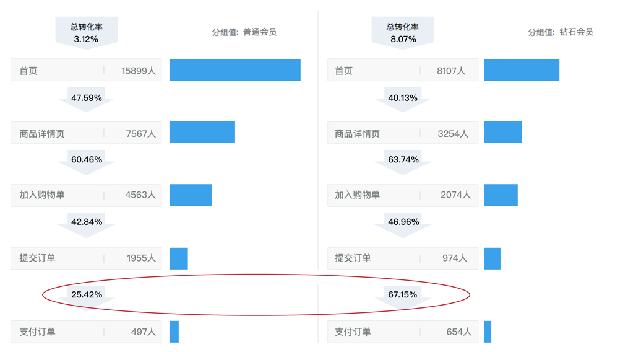 总转化率
3.12%
分组值: 普通会员
首页 15899人
47.59%
商品详情页 7567人
60.46%
加入购物单 4563人
42.84%
提交订单 1955人
25.42%
支付订单 497人
总转化率
8.07%
分组值: 钻石会员
首页 8107人
40.13%
商品详情页 3254人
63.74%
加入购物单 2074人
46.96%
提交订单 974人
67.15%
支付订单 654人